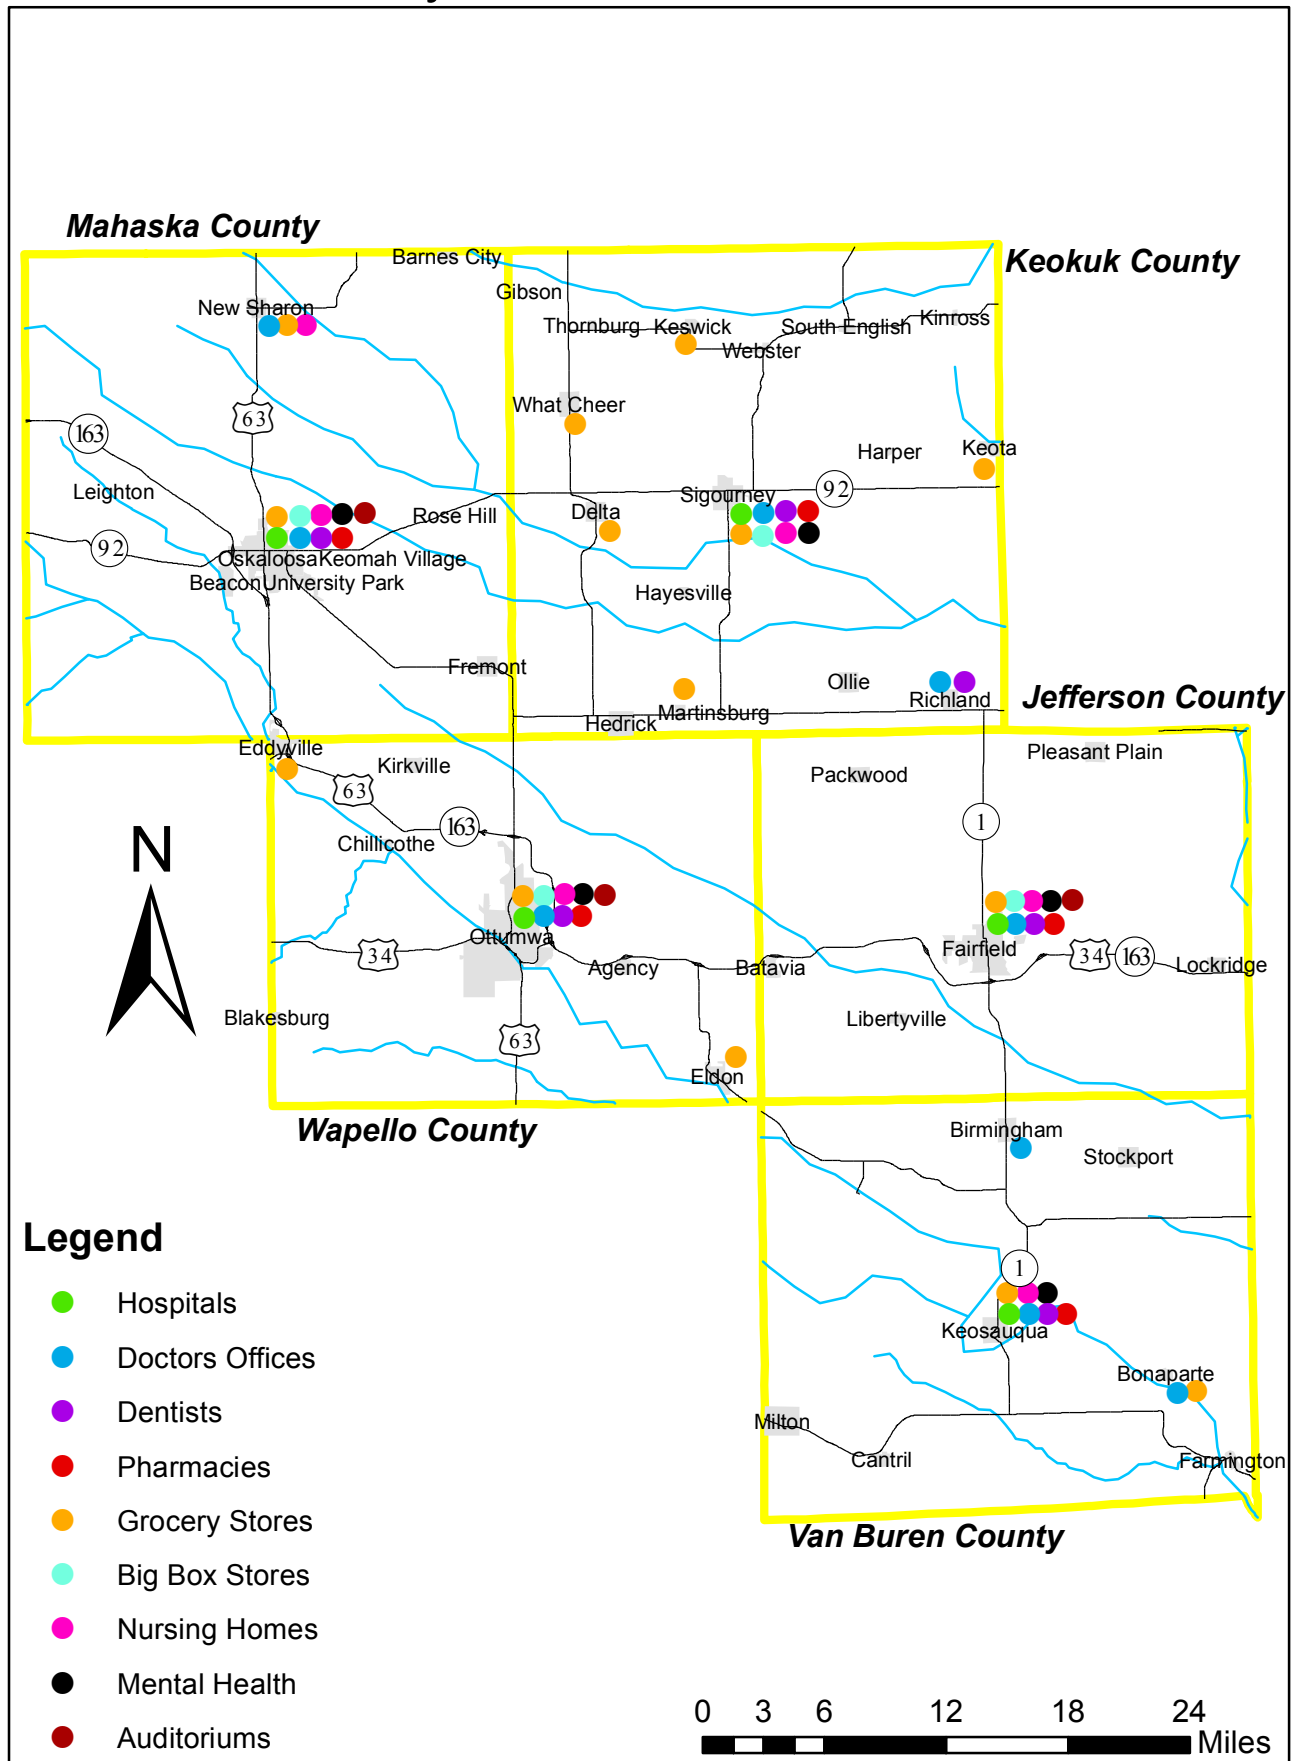 Mahaska County
Keokuk County
Barnes City
Gibson
New Sharon
Thornburg
Keswick
South English
Kinross
Webster
What Cheer
63
163
Harper
Keota
Leighton
Sigourney
92
Rose Hill
Delta
92
Oskaloosa
Keomah Village
Beacon
University Park
Hayesville
Fremont
Ollie
Richland
Jefferson County
Hedrick
Martinsburg
Eddyville
Kirkville
Packwood
Pleasant Plain
63
163
1
N
Chillicothe
Ottumwa
Fairfield
34
34
163
Agency
Batavia
Lockridge
Blakesburg
Libertyville
63
Eldon
Wapello County
Birmingham
Stockport
1
Keosauqua
Bonaparte
Milton
Cantril
Farmington
Van Buren County
Legend
Hospitals
Doctors Offices
Dentists
Pharmacies
Grocery Stores
Big Box Stores
Nursing Homes
Mental Health
Auditoriums
0 3 6 12 18 24
Miles